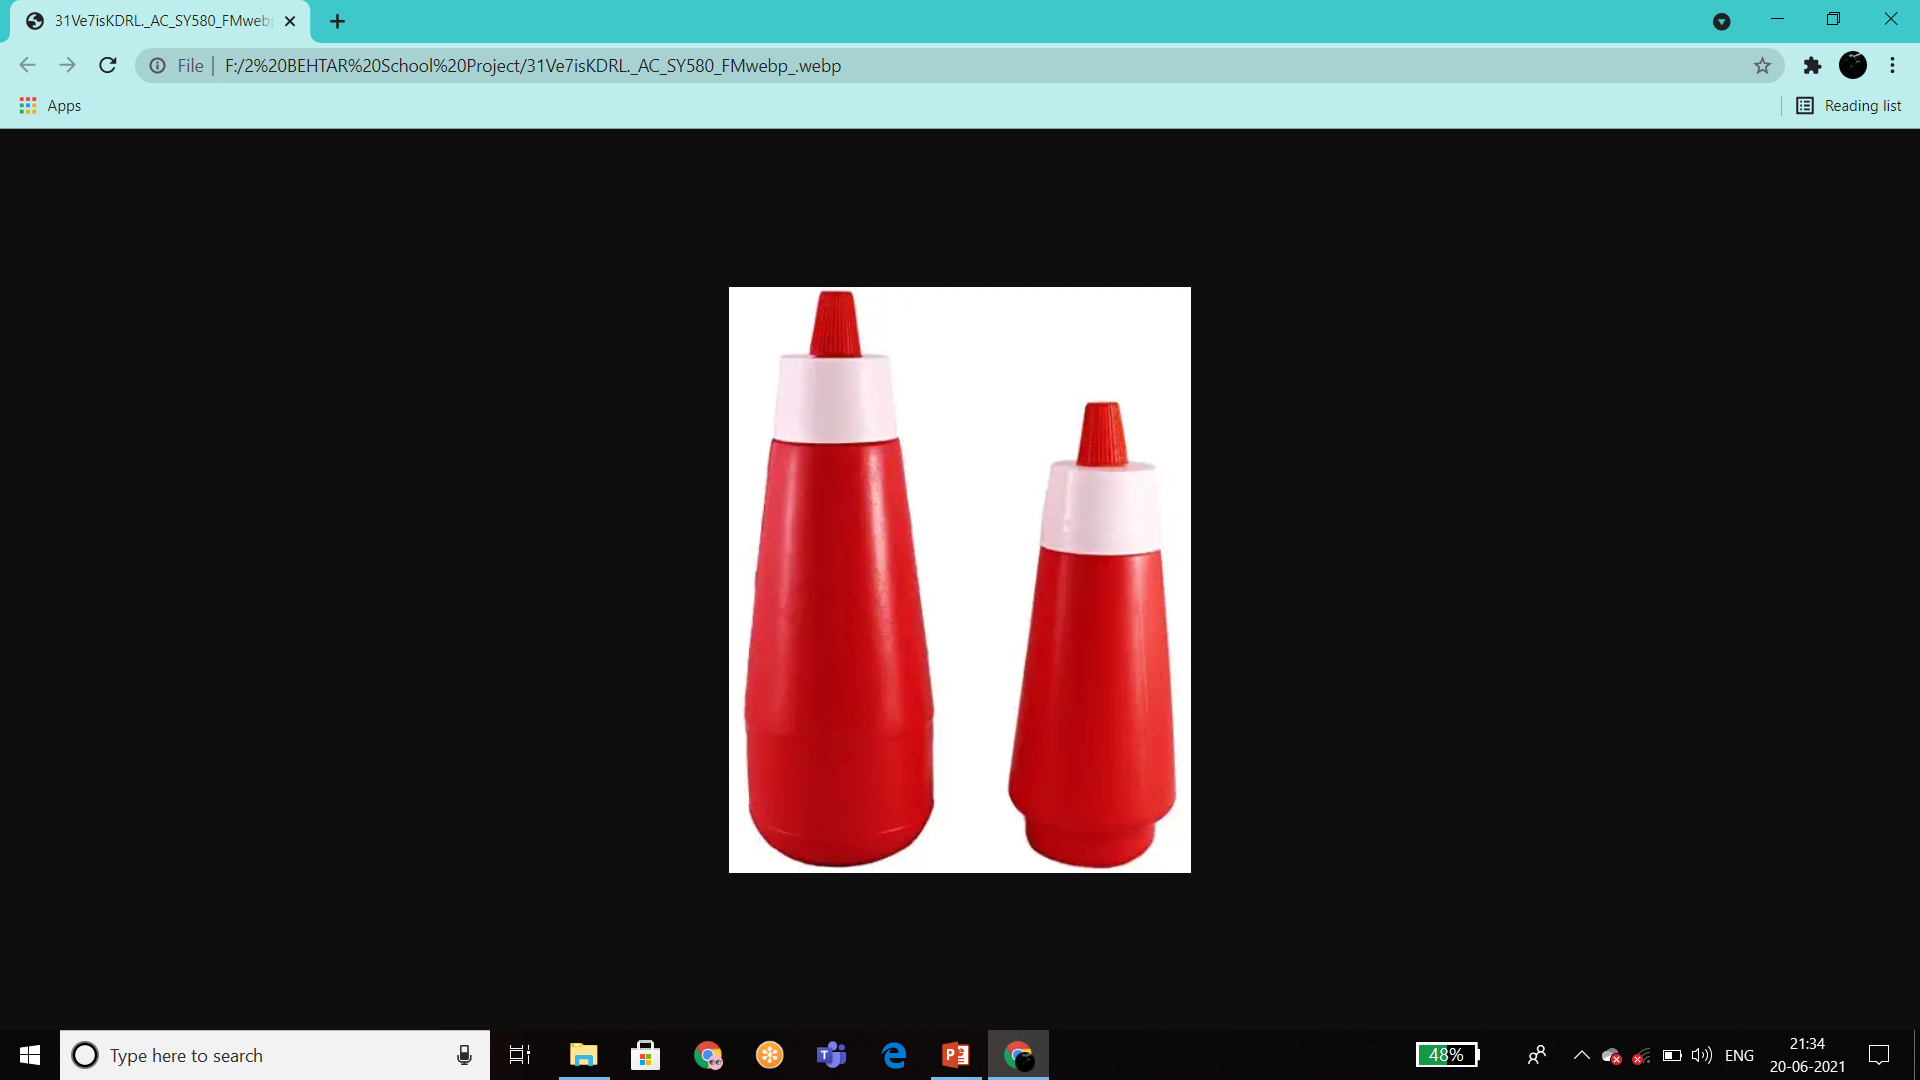 31Ve7isKDRL._AC_SY580_FMweb
File | F:/2%20BEHTAR%20School%20Project/31Ve7isKDRL._AC_SY580_FMwebp_.webp
Apps
Reading list
Type here to search
48%
ENG
21:34
20-06-2021